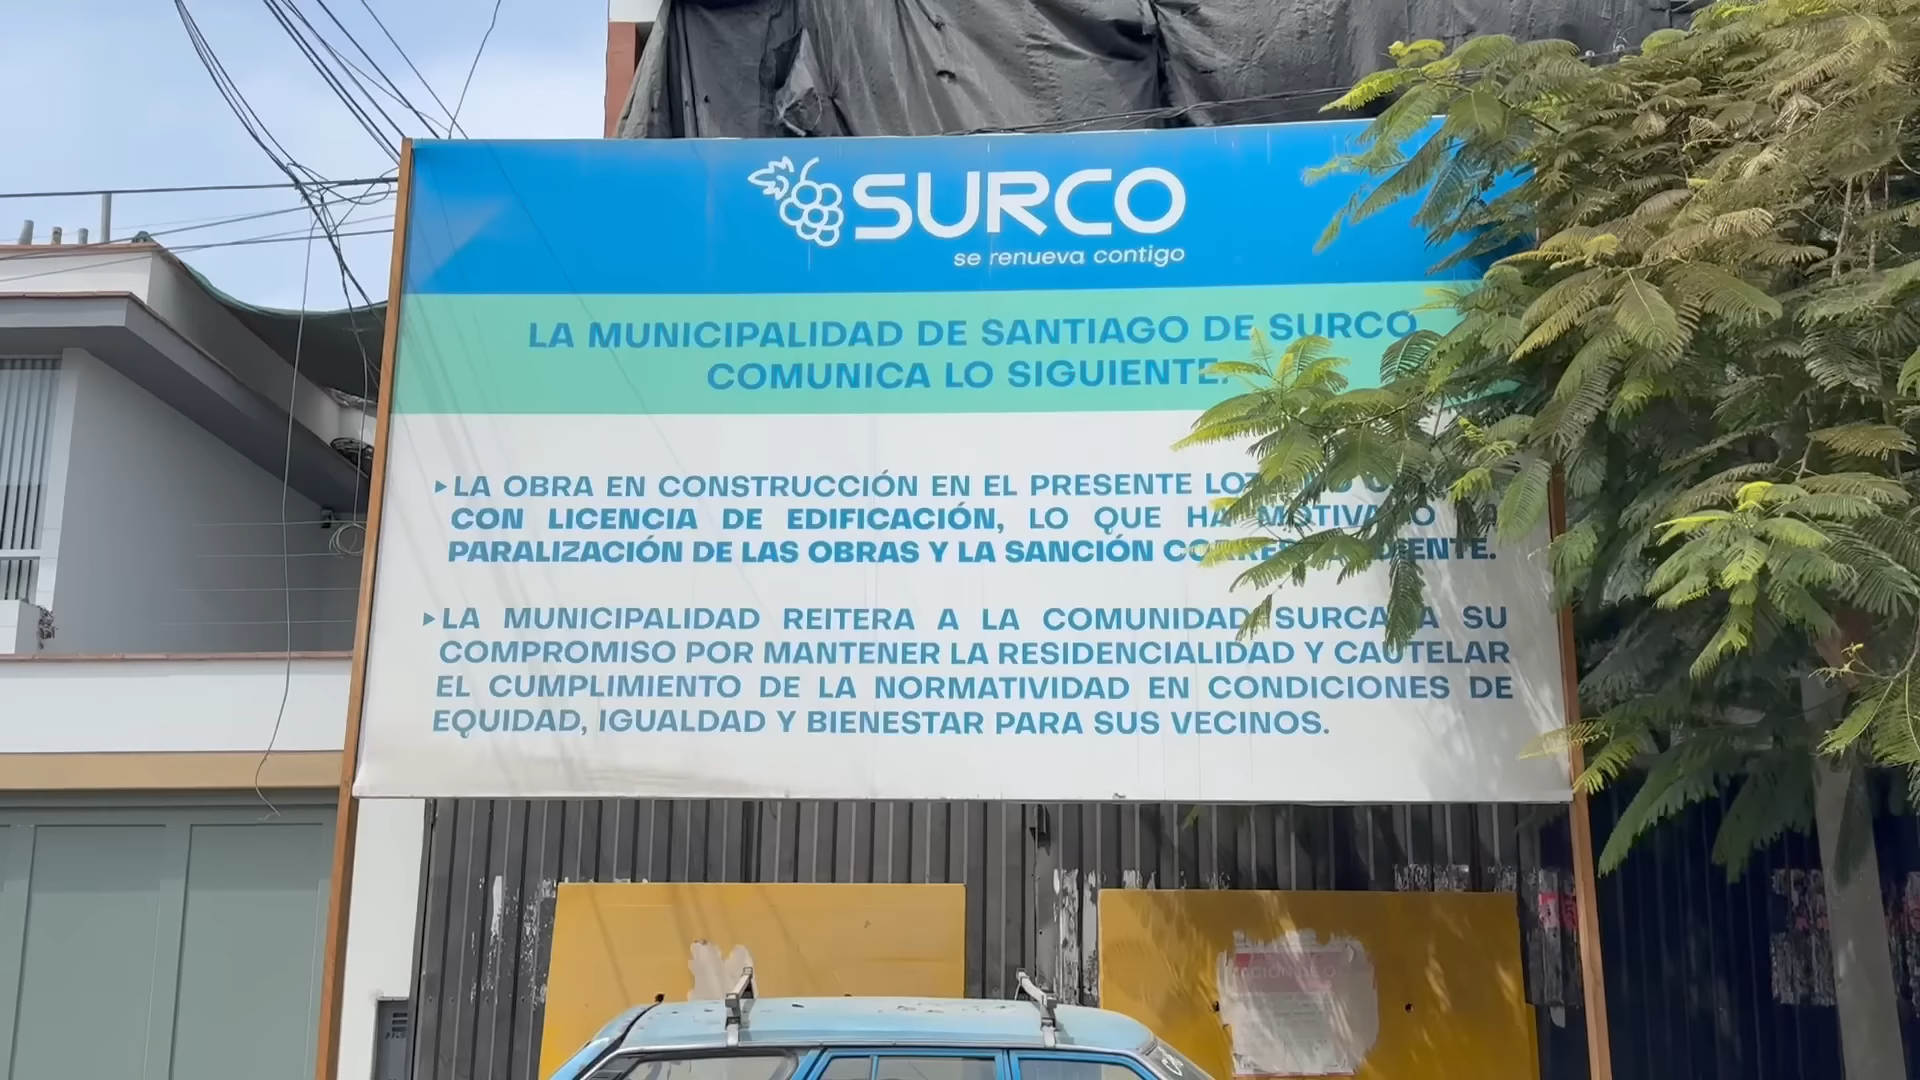 SURCO
se renueva contigo
LA MUNICIPALIDAD DE SANTIAGO DE SURCO
COMUNICA LO SIGUIENTE:
▸LA OBRA EN CONSTRUCCIÓN EN EL PRESENTE
CON LICENCIA DE EDIFICACIÓN, LO QUE HA MOTIVADO
PARALIZACIÓN DE LAS OBRAS Y LA SANCIÓN CORRESPONDIENTE.
▸LA MUNICIPALIDAD REITERA A LA COMUNIDAD SURCANA SU
COMPROMISO POR MANTENER LA RESIDENCIALIDAD Y CAUTELAR
EL CUMPLIMIENTO DE LA NORMATIVIDAD EN CONDICIONES DE
EQUIDAD, IGUALDAD Y BIENESTAR PARA SUS VECINOS.